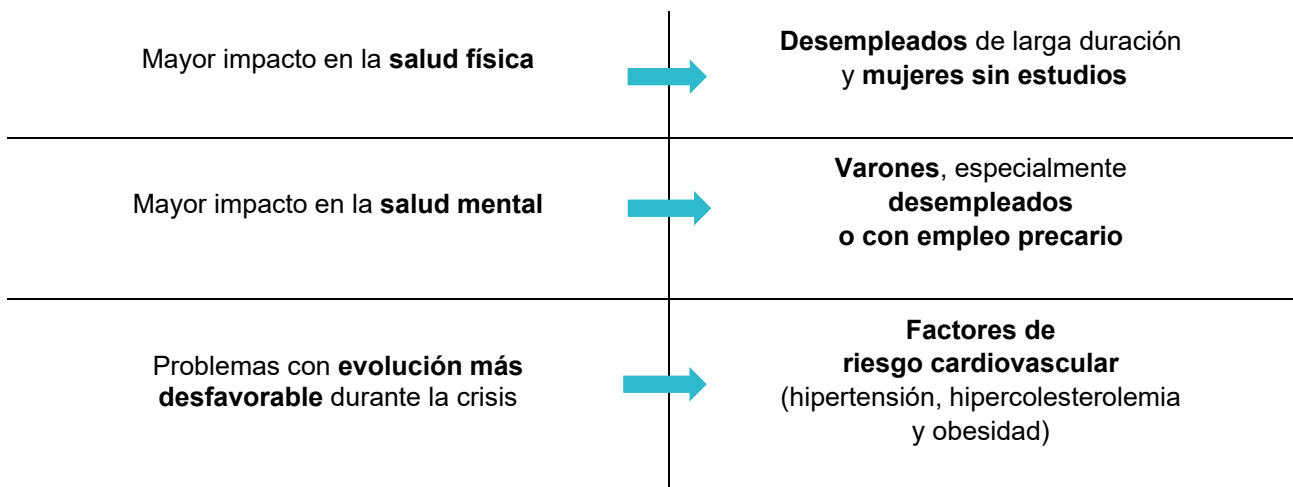 Mayor impacto en la salud física
Desempleados de larga duración
y mujeres sin estudios
Mayor impacto en la salud mental
Varones, especialmente
desempleados
o con empleo precario
Problemas con evolución más
desfavorable durante la crisis
Factores de
riesgo cardiovascular
(hipertensión, hipercolesterolemia
y obesidad)